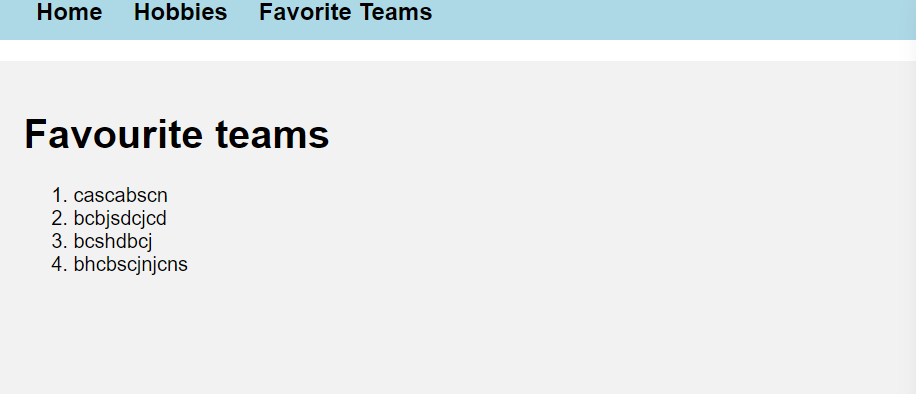 Home Hobbies Favorite Teams
Favourite teams
1. cascabscn
2. bcbjsdcjcd
3. bcshdbcj
4. bhcbscjnjcns